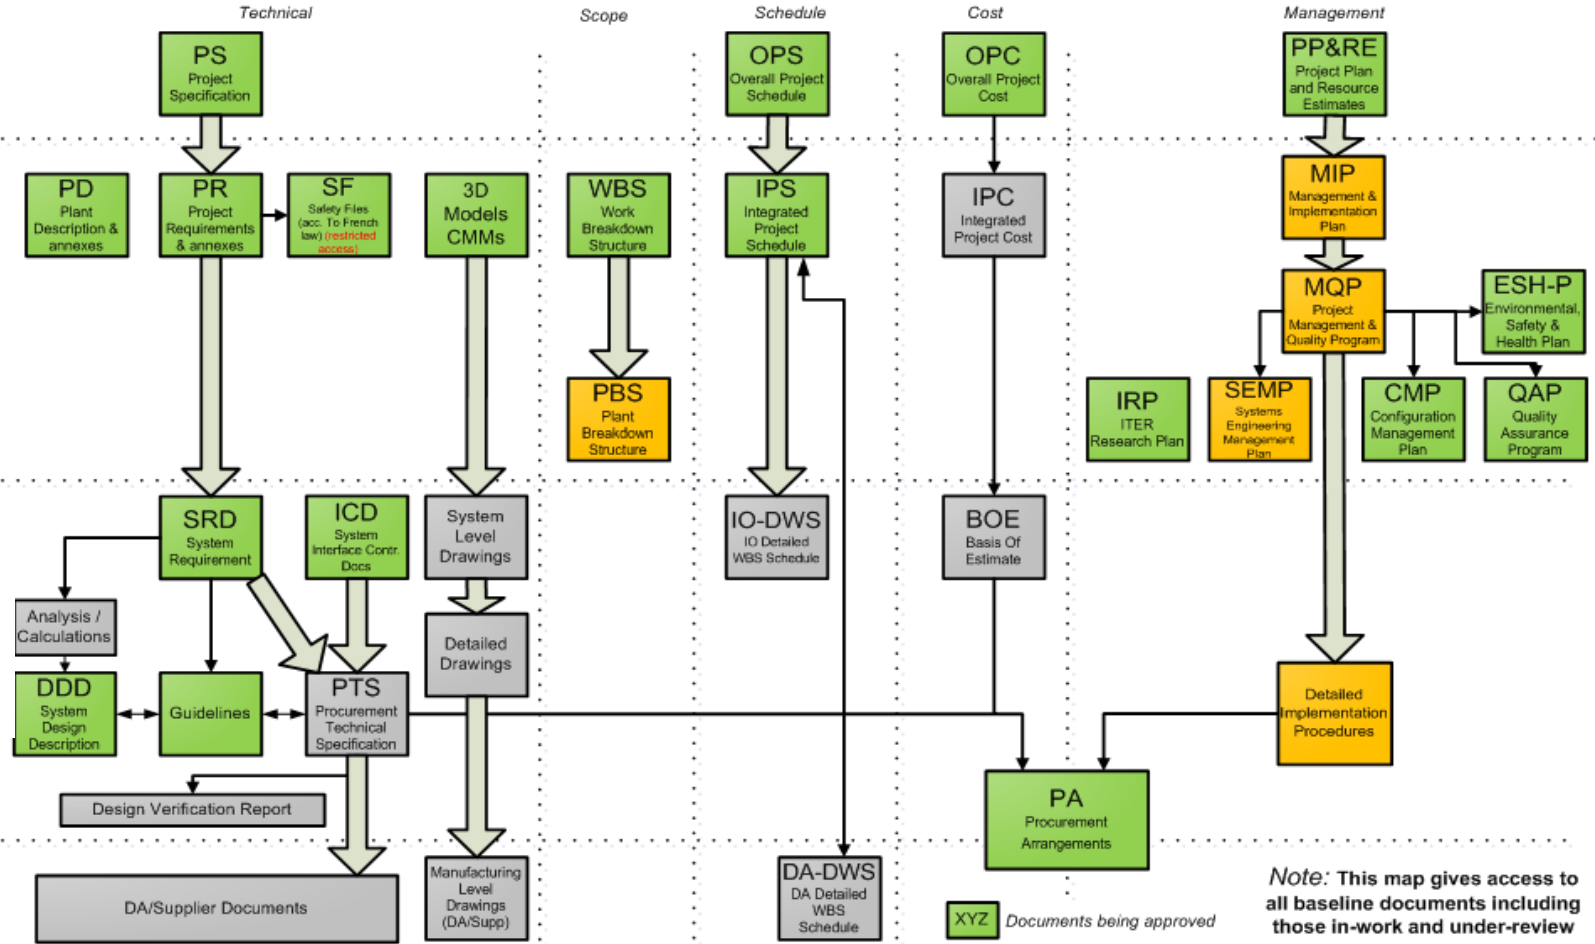 Technical
Scope
Schedule
Cost
Management
PS
Project
Specification
OPS
Overall Project
Schedule
OPC
Overall Project
Cost
PP&RE
Project Plan
and Resource
Estimates
PD
Plant
Description &
annexes
PR
Project
Requirements
& annexes
SF
Safety Files
(acc. To French
law) (restricted
access)
3D
Models
CMMs
WBS
Work
Breakdown
Structure
IPS
Integrated
Project
Schedule
IPC
Integrated
Project Cost
MIP
Management &
Implementation
Plan
MQP
Project
Management &
Quality Program
ESH-P
Environmental,
Safety &
Health Plan
PBS
Plant
Breakdown
Structure
IRP
ITER
Research Plan
SEMP
Systems
Engineering
Management
Plan
CMP
Configuration
Management
Plan
QAP
Quality
Assurance
Program
SRD
System
Requirement
ICD
System
Interface Contr.
Docs
System
Level
Drawings
IO-DWS
IO Detailed
WBS Schedule
BOE
Basis Of
Estimate
Analysis /
Calculations
Detailed
Drawings
DDD
System
Design
Description
Guidelines
PTS
Procurement
Technical
Specification
Detailed
Implementation
Procedures
Design Verification Report
PA
Procurement
Arrangements
DA/Supplier Documents
Manufacturing
Level
Drawings
(DA/Supp)
DA-DWS
DA Detailed
WBS
Schedule
XYZ
Documents being approved
Note: This map gives access to
all baseline documents including
those in-work and under-review